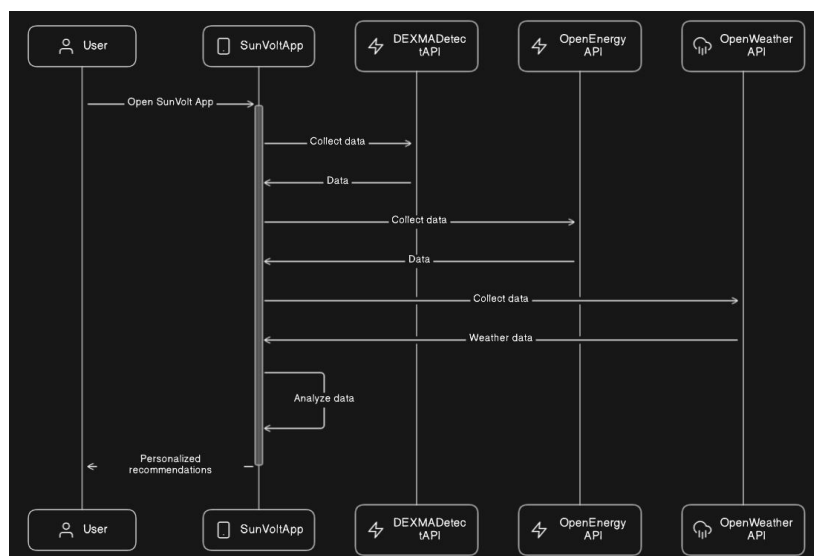 User
SunVoltApp
DEXMADetec
tAPI
OpenEnergy
API
OpenWeather
API
Open SunVolt App
Collect data
Data
Collect data
Data
Collect data
Weather data
Analyze data
Personalized
recommendations
User
SunVoltApp
DEXMADetec
tAPI
OpenEnergy
API
OpenWeather
API